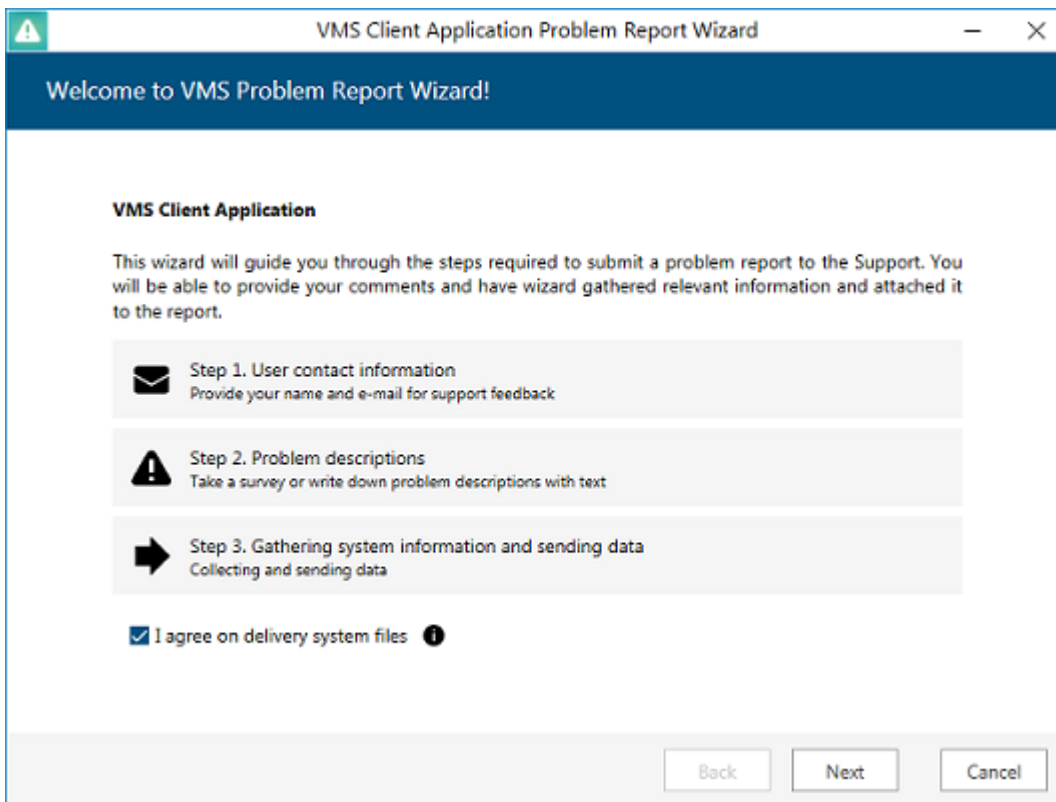 VMS Client Application Problem Report Wizard
Welcome to VMS Problem Report Wizard!
VMS Client Application
This wizard will guide you through the steps required to submit a problem report to the Support. You
will be able to provide your comments and have wizard gathered relevant information and attached it
to the report.
Step 1. User contact information
Provide your name and e-mail for support feedback
Step 2. Problem descriptions
Take a survey or write down problem descriptions with text
Step 3. Gathering system information and sending data
Collecting and sending data
I agree on delivery system files
Back Next Cancel